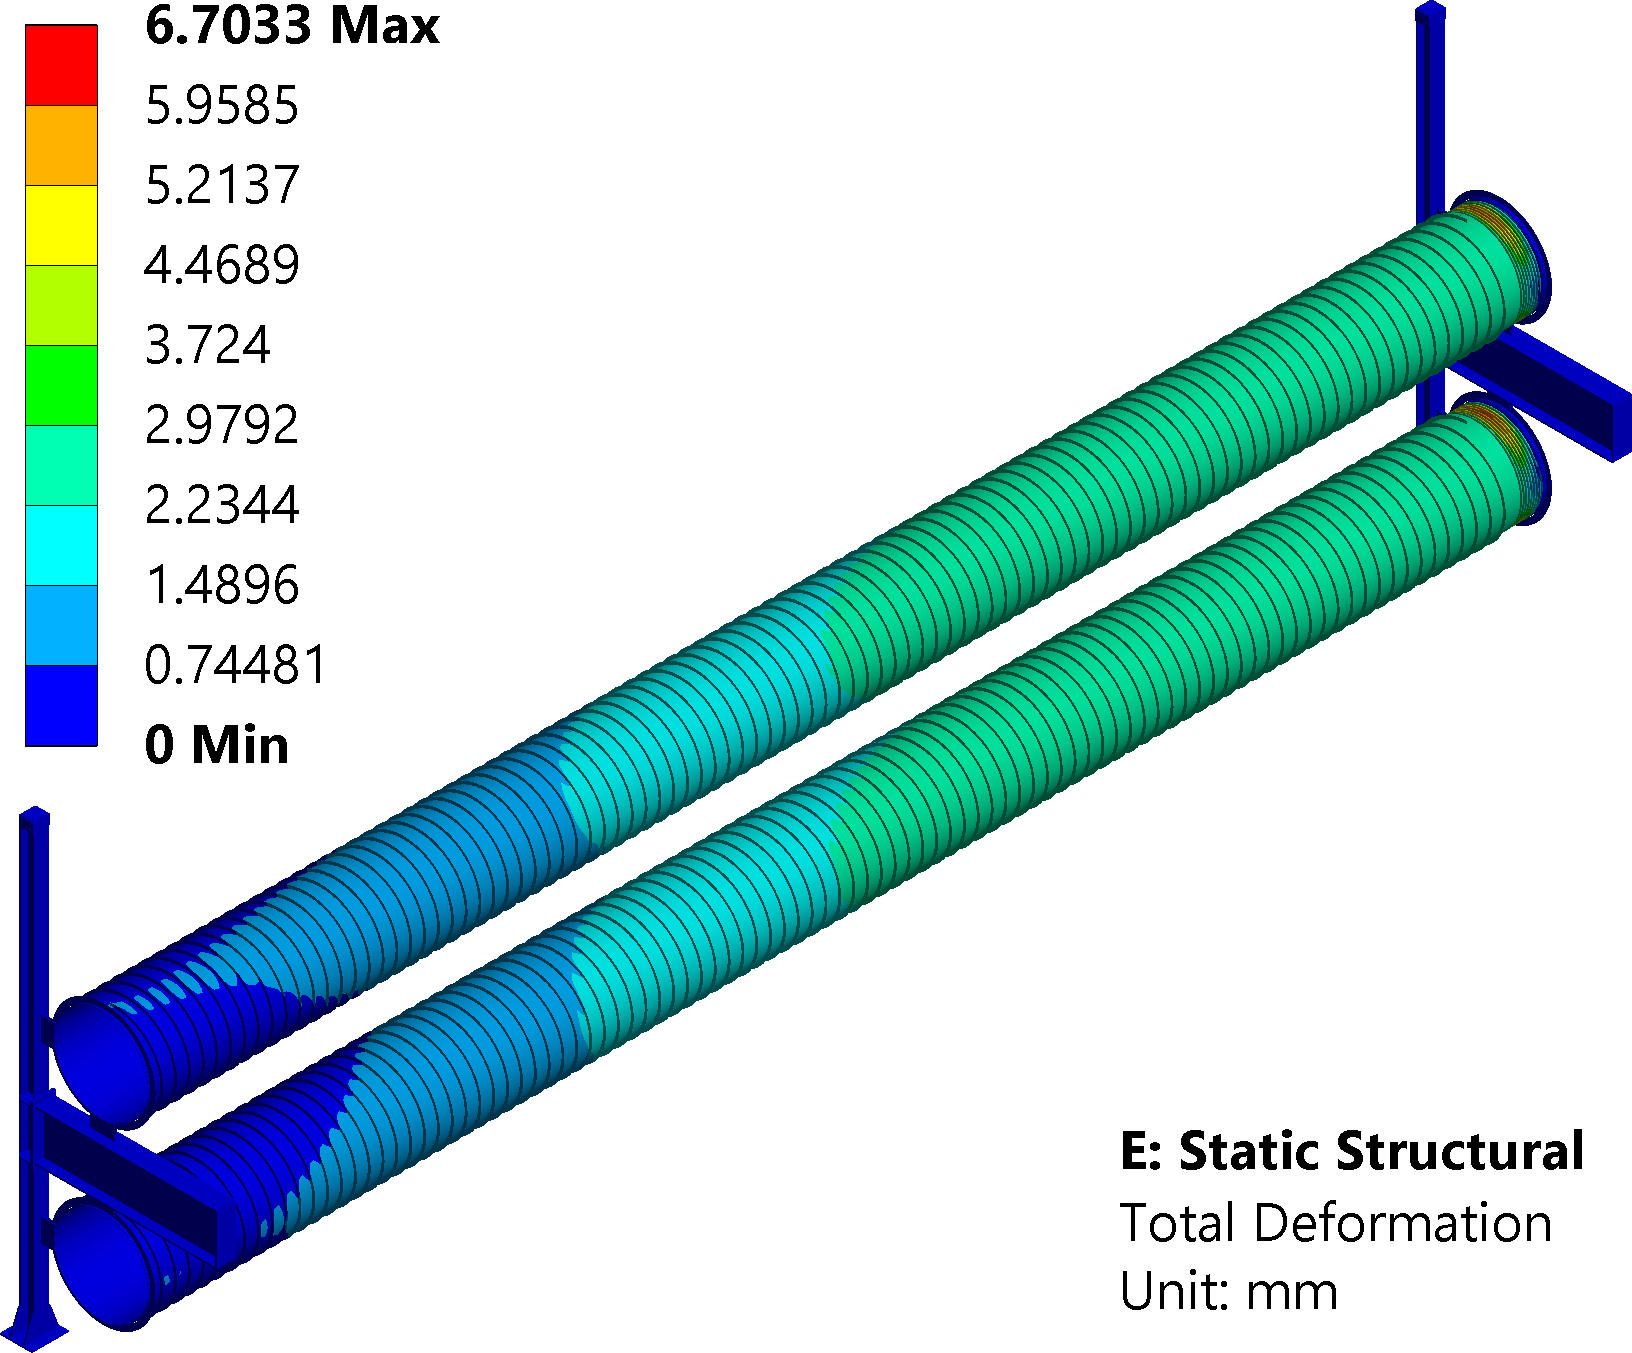 6.7033 Max
5.9585
5.2137
4.4689
3.724
2.9792
2.2344
1.4896
0.74481
0 Min
E: Static Structural
Total Deformation
Unit: mm